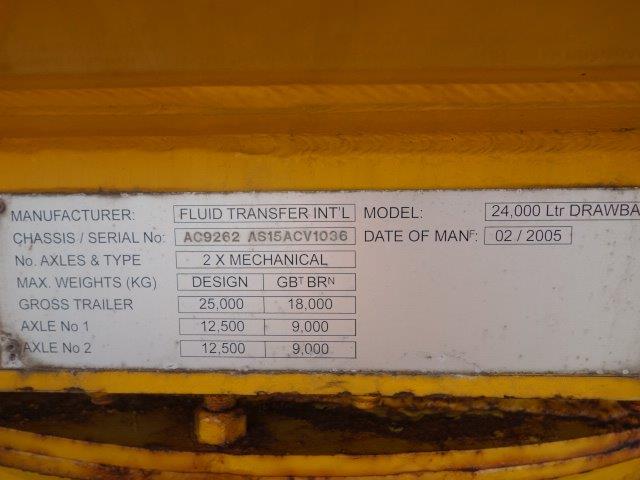 MANUFACTURER: FLUID TRANSFER INT'L MODEL: 24,000 Ltr DRAWBA
CHASSIS / SERIAL No: AC9262 AS15ACV1036 DATE OF MANF: 02 / 2005
No. AXLES & TYPE 2 X MECHANICAL
MAX. WEIGHTS (KG) DESIGN GBT BRN
GROSS TRAILER 25,000 18,000
AXLE No 1 12,500 9,000
AXLE No 2 12,500 9,000